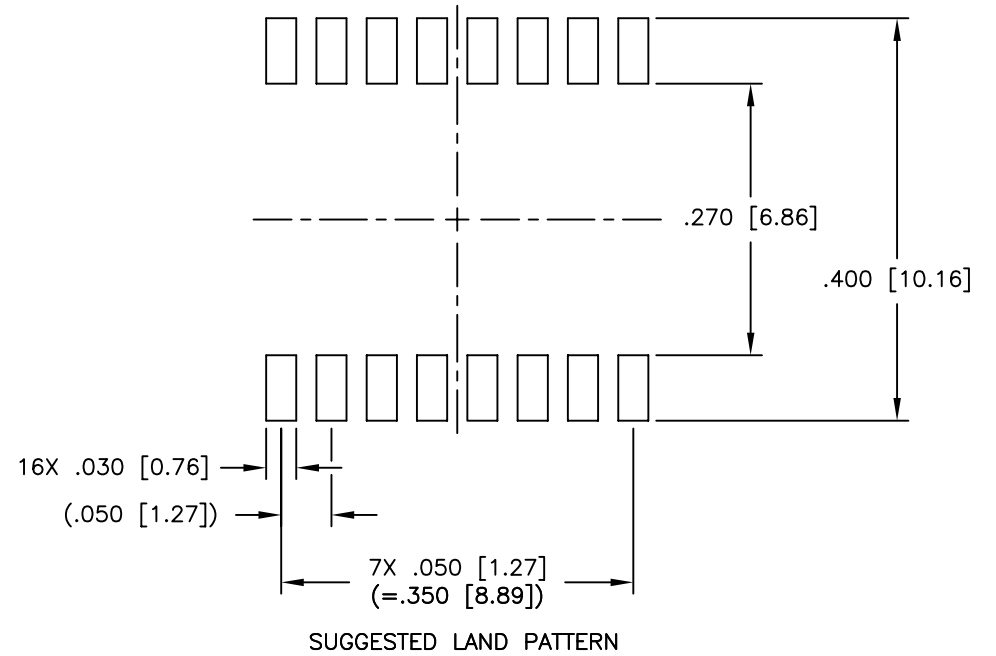 .270 [6.86]
.400 [10.16]
16X .030 [0.76]
(.050 [1.27])
7X .050 [1.27]
(=.350 [8.89])
SUGGESTED LAND PATTERN